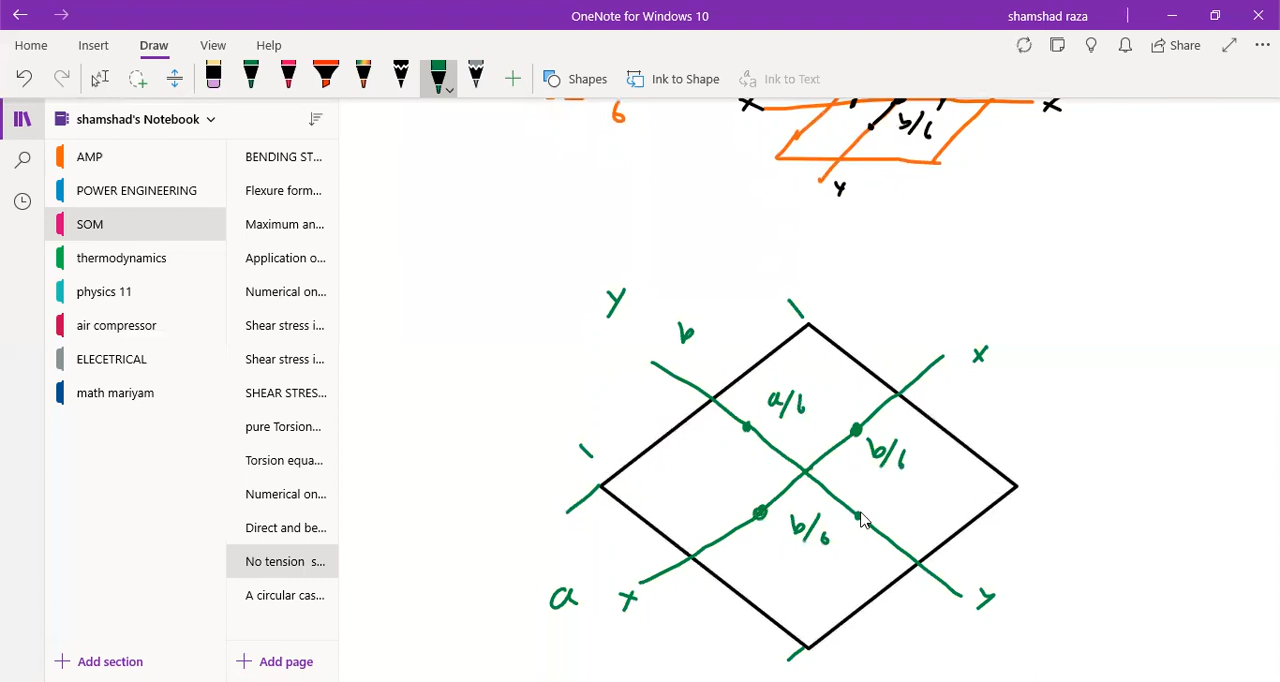 OneNote for Windows 10
shamshad raza
Home Insert Draw View Help
Share
Shapes
Ink to Shape
Ink to Text
shamshad's Notebook
AMP
POWER ENGINEERING
SOM
thermodynamics
physics 11
air compressor
ELECETRICAL
math mariyam
Add section
BENDING ST...
Flexure form...
Maximum an...
Application o...
Numerical on...
Shear stress i...
Shear stress i...
SHEAR STRES...
pure Torsion...
Torsion equa...
Numerical on...
Direct and be...
No tension s...
A circular cas...
Add page
6
x
x
b/6
y
y
b
x
a/6
b/6
b/6
a
x
y